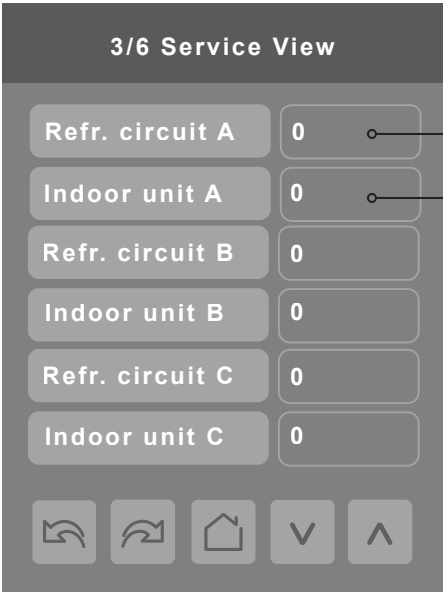 3/6 Service View
Refr. circuit A 0
Indoor unit A 0
Refr. circuit B 0
Indoor unit B 0
Refr. circuit C 0
Indoor unit C 0